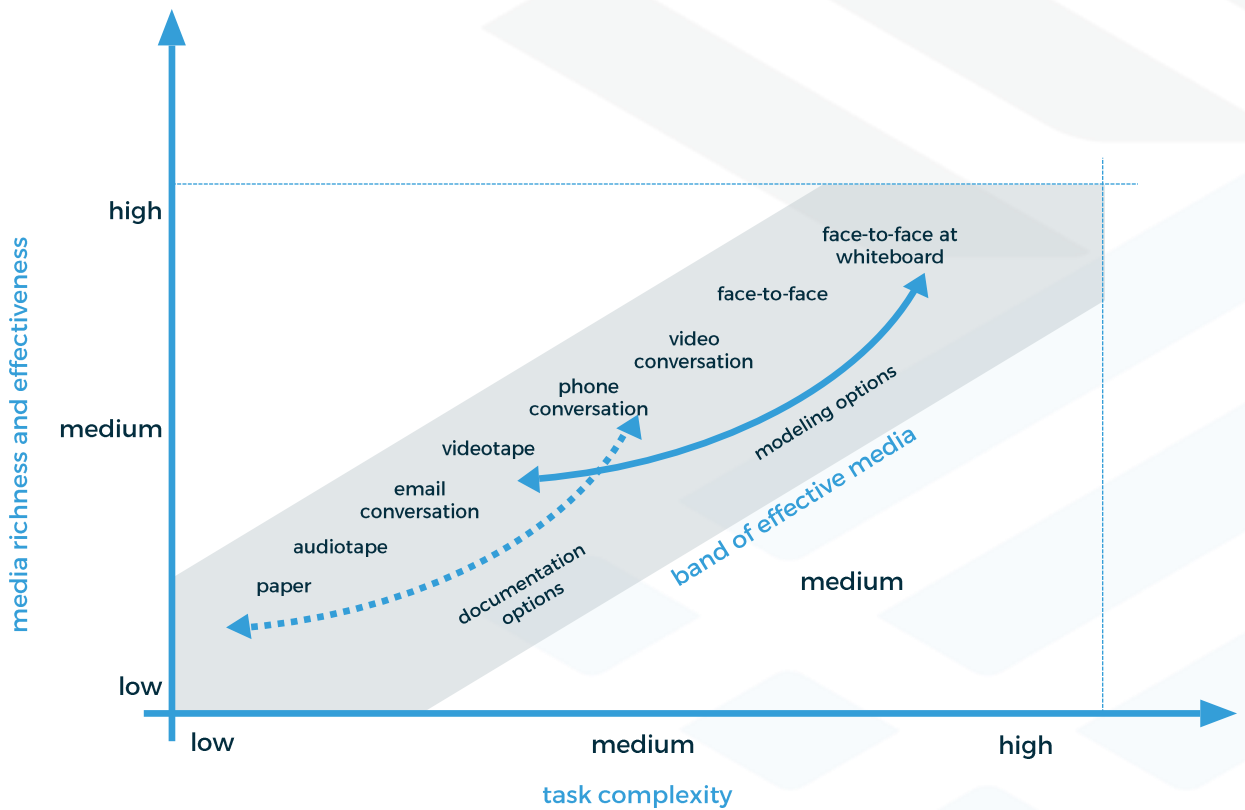 high
face-to-face at
whiteboard
face-to-face
video
conversation
phone
conversation
modeling options
medium
videotape
band of effective media
email
conversation
audiotape
documentation
options
paper
medium
low
media richness and effectiveness
low
medium
high
task complexity